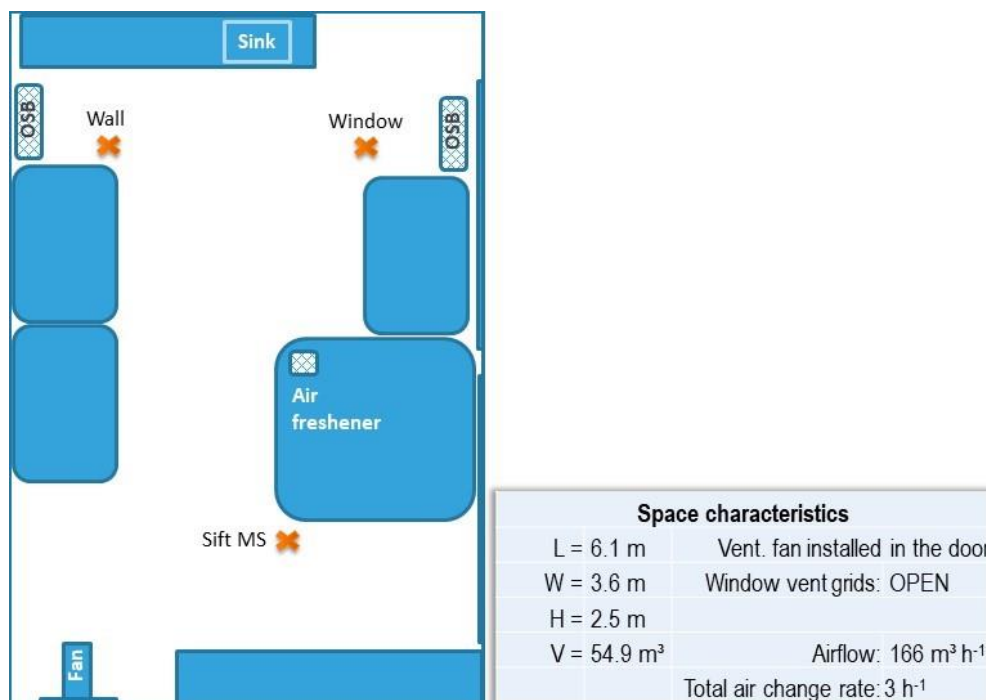 Sink
OSB
OSB
Wall
Window
Air
freshener
Sift MS
Fan
Space characteristics
L = 6.1 m Vent. fan installed in the door
W = 3.6 m Window vent grids: OPEN
H = 2.5 m
V = 54.9 m³ Airflow: 166 m³ h⁻¹
Total air change rate: 3 h⁻¹